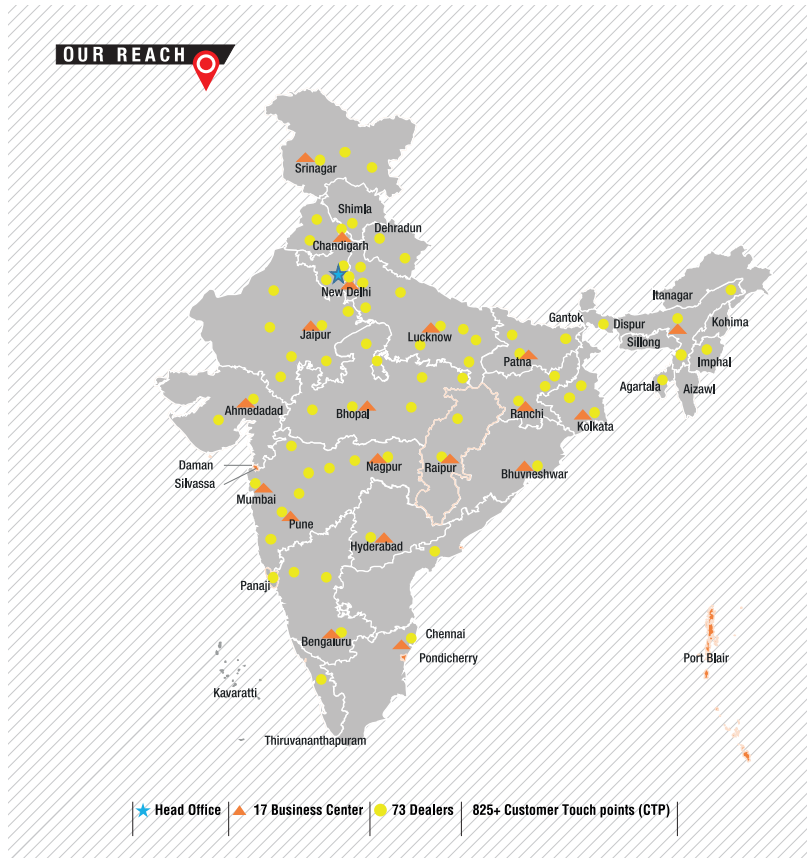 OUR REACH
Srinagar
Shimla
Dehradun
Chandigarh
New Delhi
Itanagar
Gantok
Dispur
Kohima
Jaipur
Lucknow
Sillong
Patna
Imphal
Agartala
Aizawl
Ahmedadad
Bhopal
Ranchi
Kolkata
Daman
Nagpur
Raipur
Bhuvneshwar
Silvassa
Mumbai
Pune
Hyderabad
Panaji
Chennai
Bengaluru
Pondicherry
Port Blair
Kavaratti
Thiruvananthapuram
Head Office
17 Business Center
73 Dealers
825+ Customer Touch points (CTP)